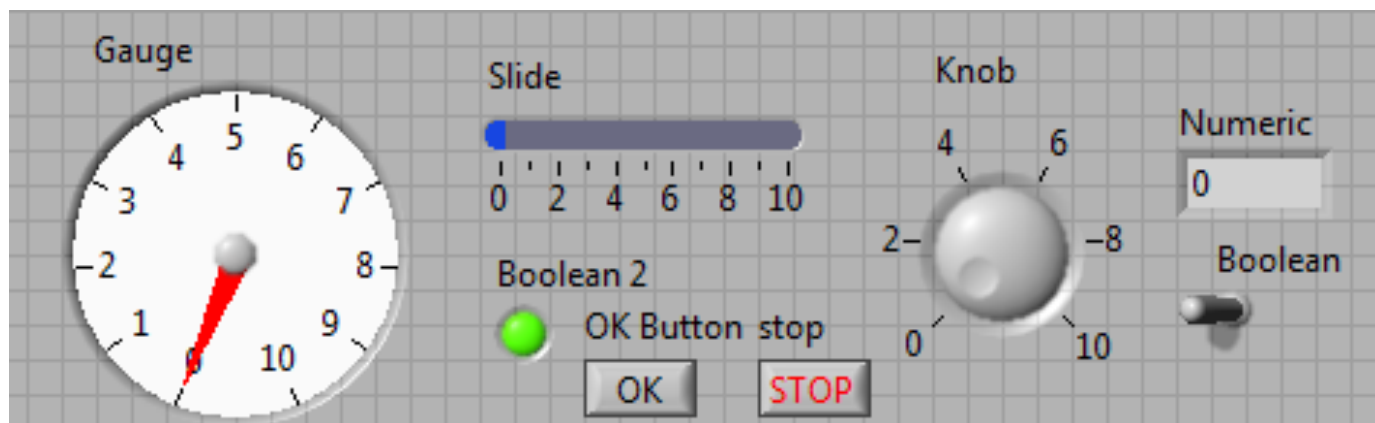 Gauge
0 1 2 3 4 5 6 7 8 9 10
Slide
0 2 4 6 8 10
Boolean 2
OK Button
OK
stop
STOP
Knob
0 2 4 6 8 10
Numeric
0
Boolean